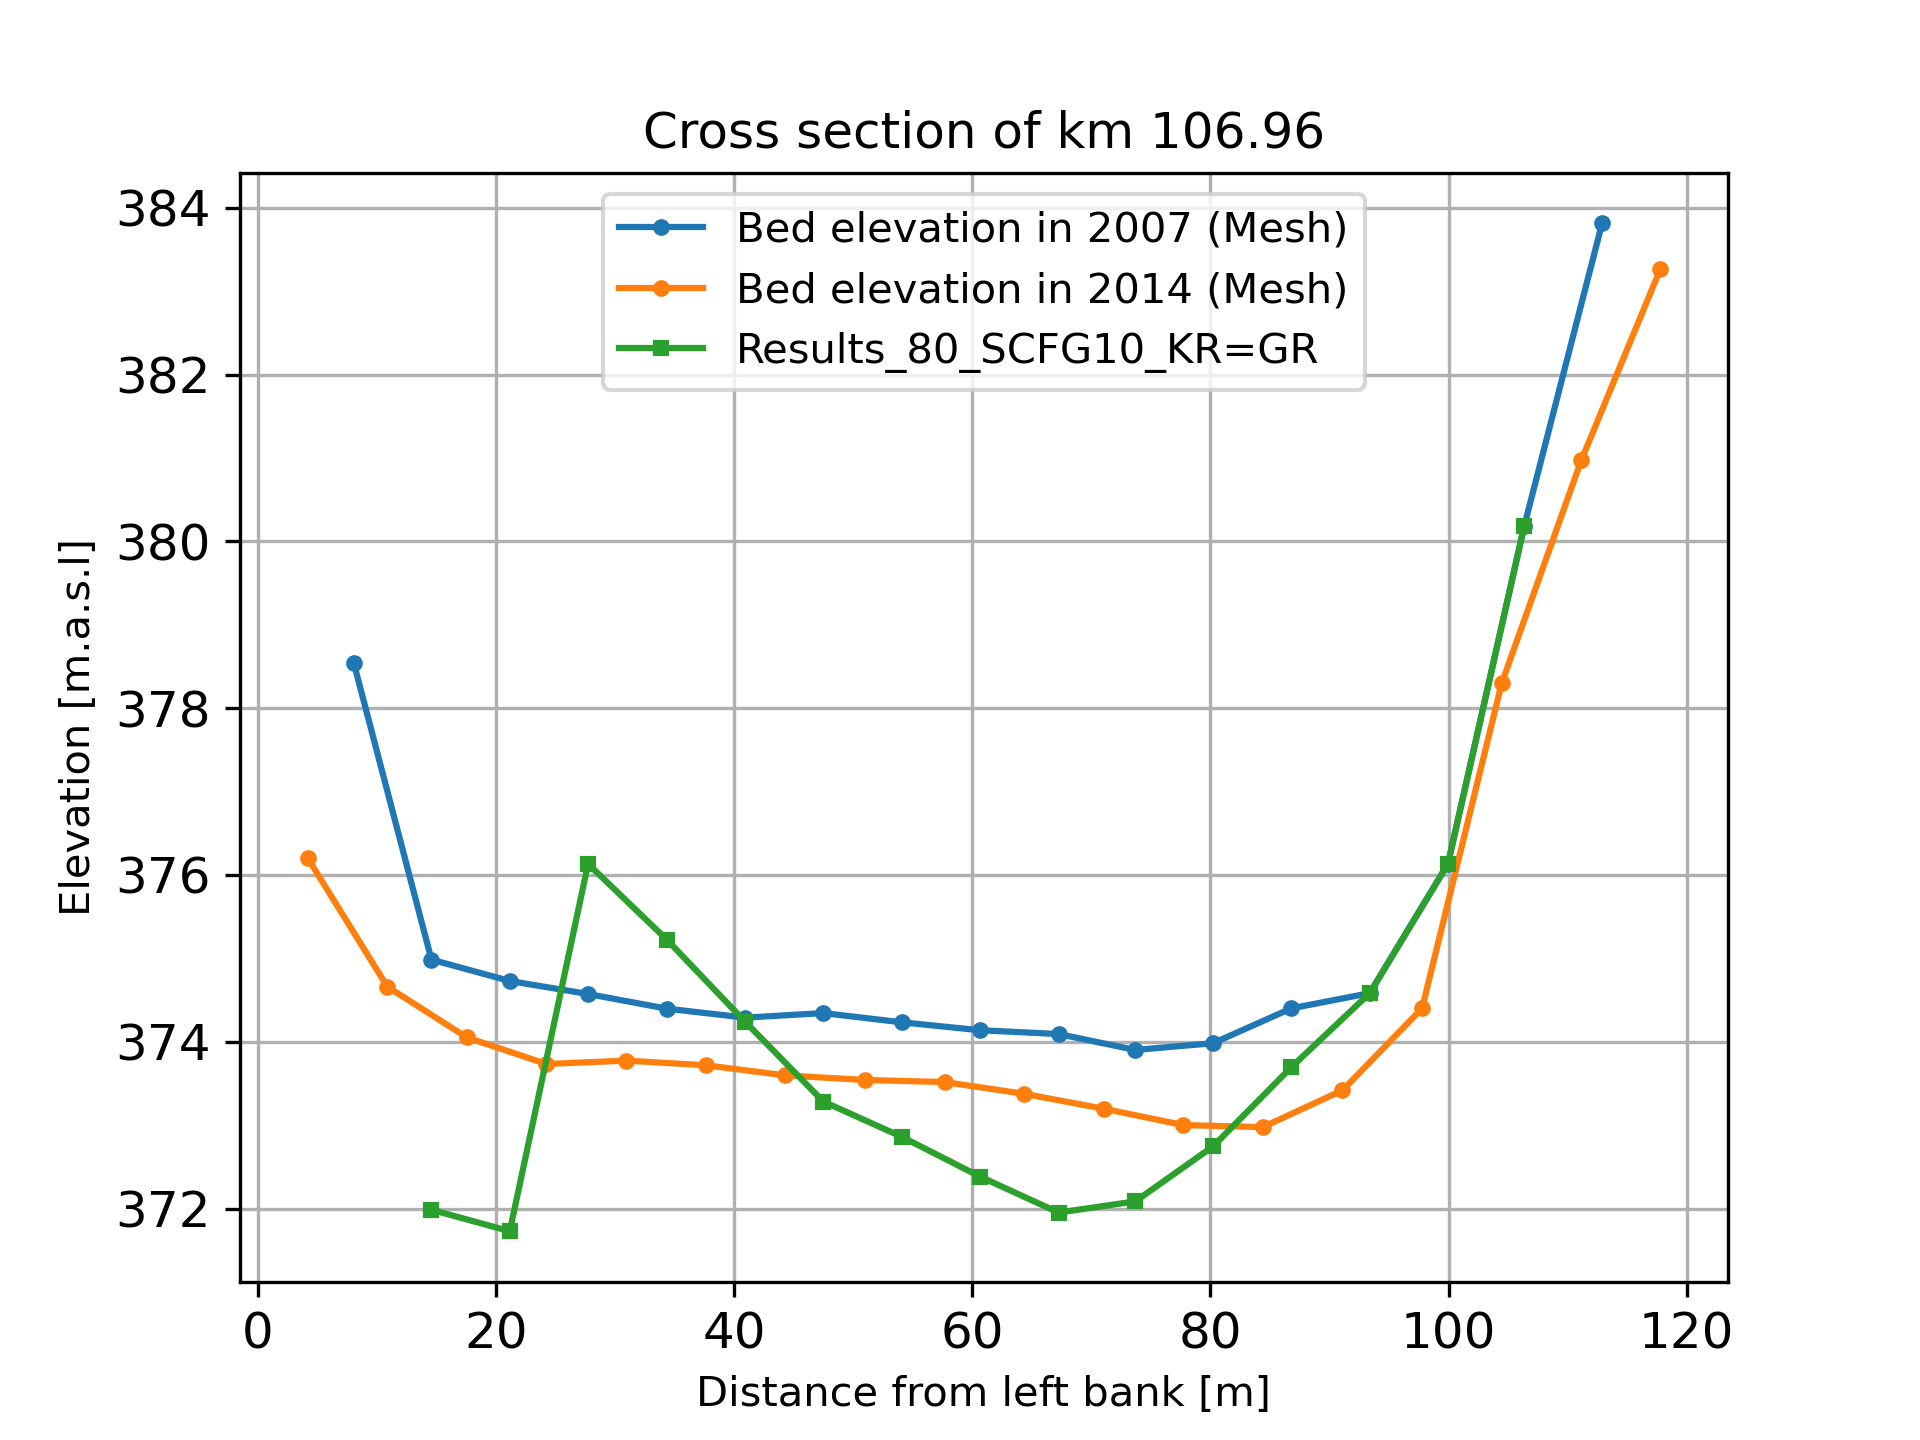 Cross section of km 106.96
Bed elevation in 2007 (Mesh)
Bed elevation in 2014 (Mesh)
Results_80_SCFG10_KR=GR
Elevation [m.a.s.l]
384
382
380
378
376
374
372
0 20 40 60 80 100 120
Distance from left bank [m]